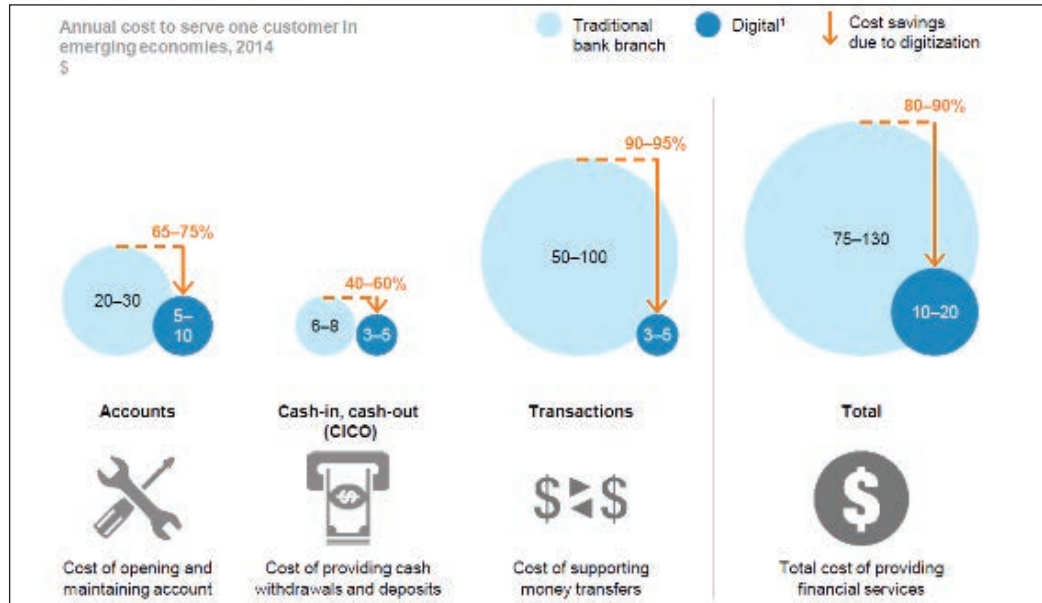 Annual cost to serve one customer in
emerging economies, 2014
$
Traditional
bank branch
Digital¹
Cost savings
due to digitization
65–75%
20–30
5–
10
40–60%
6–8
3–5
90–95%
50–100
3–5
80–90%
75–130
10–20
Accounts
Cash-in, cash-out
(CICO)
Transactions
Total
$
$ $
$
Cost of opening and
maintaining account
Cost of providing cash
withdrawals and deposits
Cost of supporting
money transfers
Total cost of providing
financial services